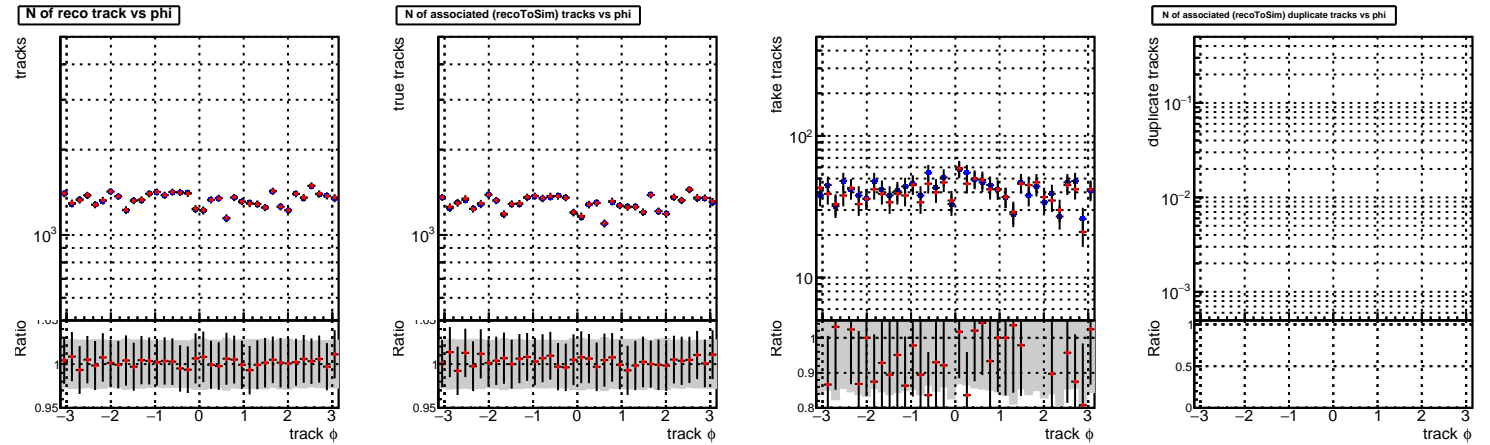 N of reco track vs phi
tracks
10³
Ratio
1.05
1
0.95
−3 −2 −1 0 1 2 3
track ϕ
N of associated (recoToSim) tracks vs phi
true tracks
10³
Ratio
1
0.95
−3 −2 −1 0 1 2 3
track ϕ
fake tracks
10²
10
Ratio
1
0.9
0.8
−3 −2 −1 0 1 2 3
track ϕ
N of associated (recoToSim) duplicate tracks vs phi
duplicate tracks
10⁻¹
10⁻²
10⁻³
Ratio
1
0.5
0
−3 −2 −1 0 1 2 3
track ϕ